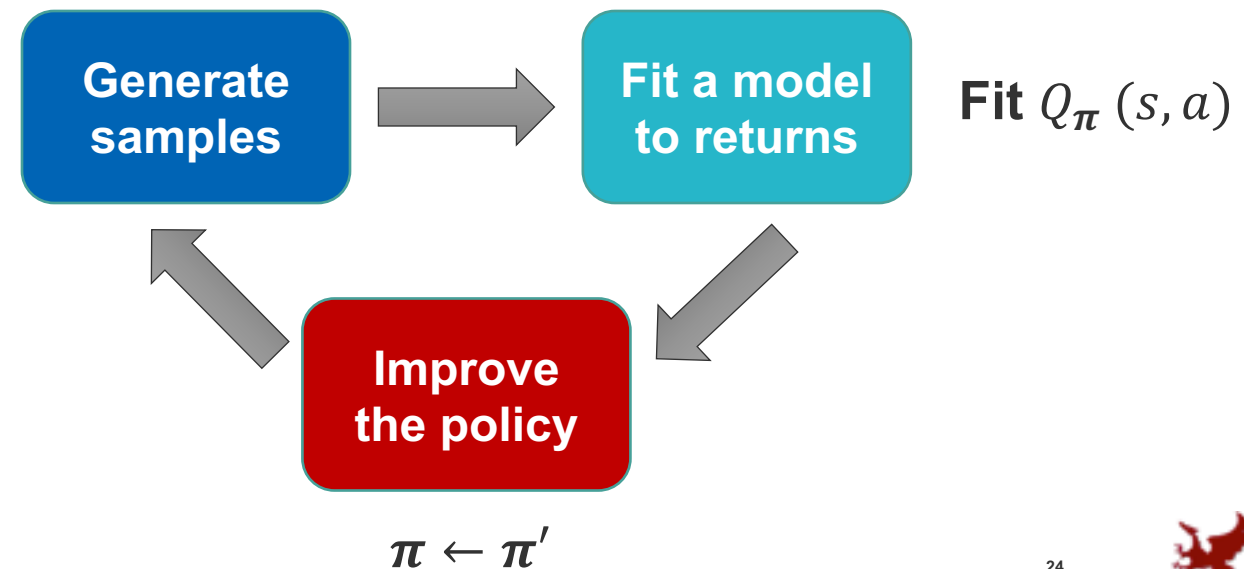 Generate
samples
Fit a model
to returns
Fit Q_π (s, a)
Improve
the policy
π ← π′
24